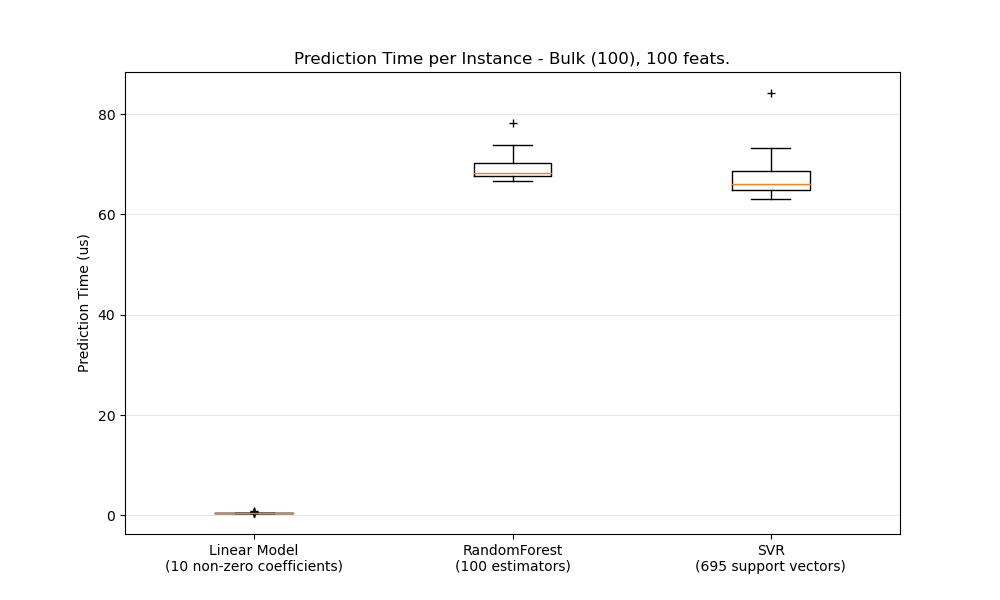 Prediction Time per Instance - Bulk (100), 100 feats.
Prediction Time (us)
80
60
40
20
0
Linear Model
(10 non-zero coefficients)
RandomForest
(100 estimators)
SVR
(695 support vectors)